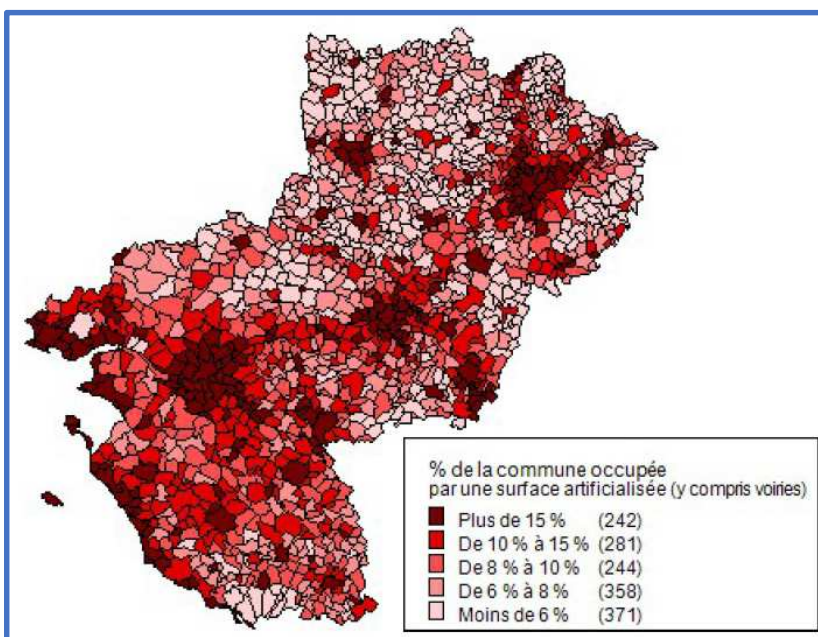 % de la commune occupée
par une surface artificialisée (y compris voiries)
Plus de 15 % (242)
De 10 % à 15 % (281)
De 8 % à 10 % (244)
De 6 % à 8 % (358)
Moins de 6 % (371)